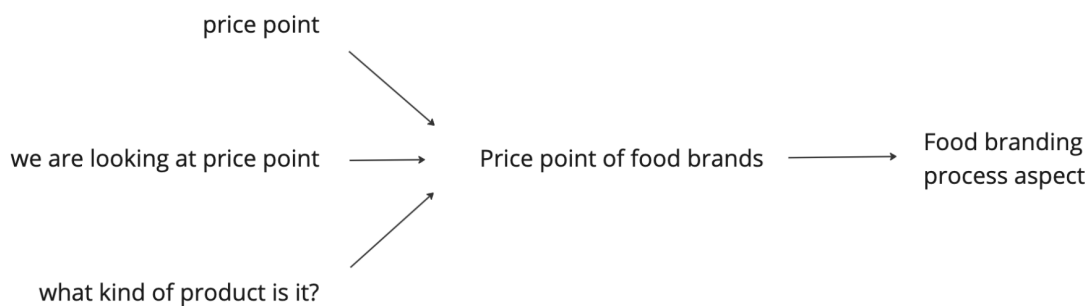 price point
we are looking at price point
what kind of product is it?
Price point of food brands
Food branding
process aspect